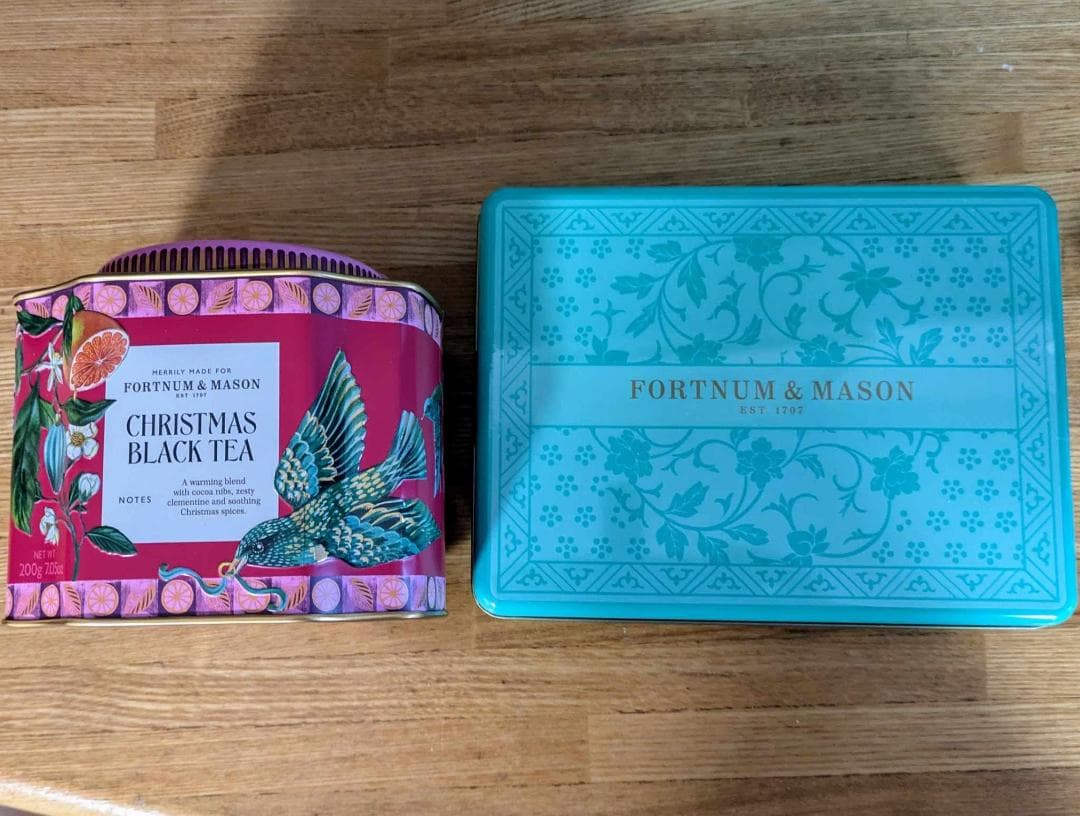 MERRILY MADE FOR
FORTNUM & MASON
EST 1707
CHRISTMAS
BLACK TEA
NOTES
A warming blend
with cocoa nibs, zesty
clementine and soothing
Christmas spices.
NET WT
200g 7.05oz
FORTNUM & MASON
EST 1707